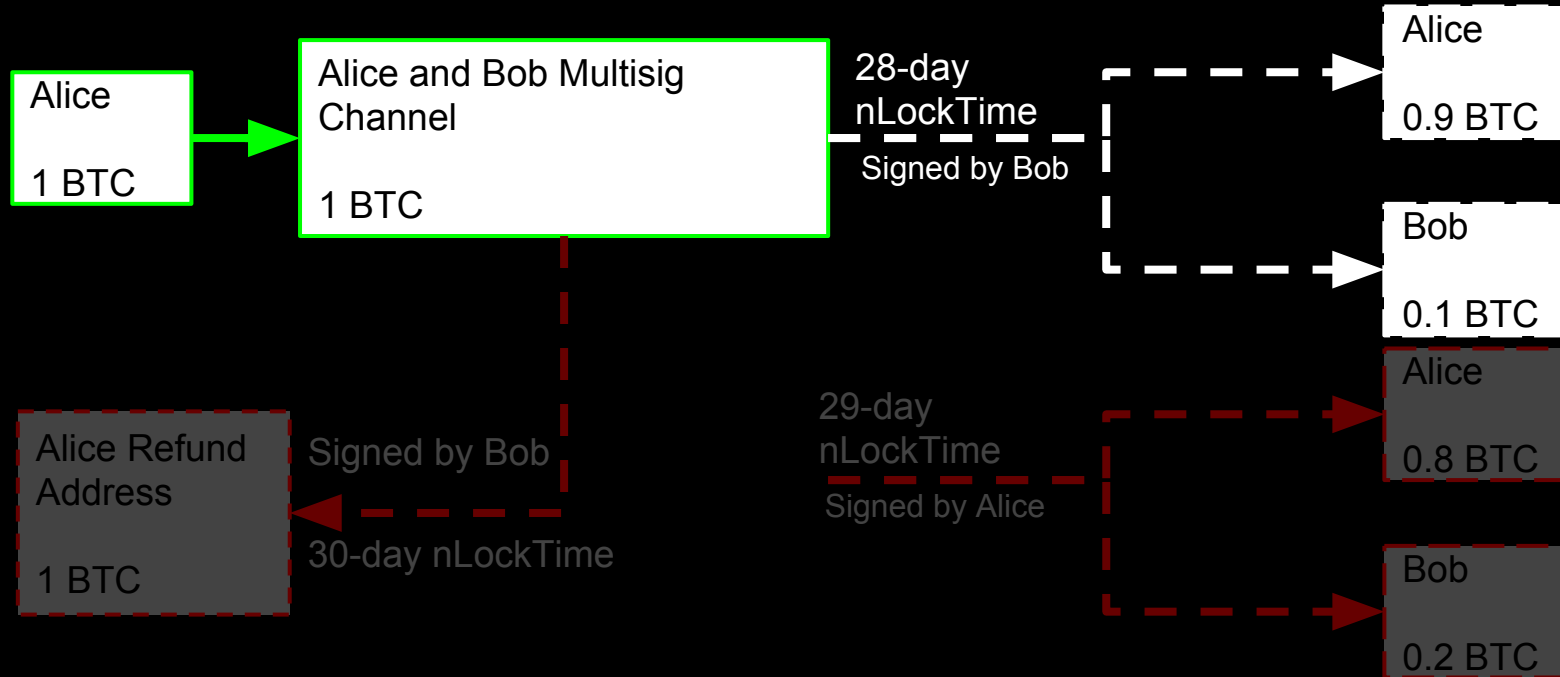 Alice
1 BTC
Alice and Bob Multisig
Channel
1 BTC
28-day
nLockTime
Signed by Bob
Alice
0.9 BTC
Bob
0.1 BTC
Alice Refund
Address
1 BTC
Signed by Bob
30-day nLockTime
29-day
nLockTime
Signed by Alice
Alice
0.8 BTC
Bob
0.2 BTC